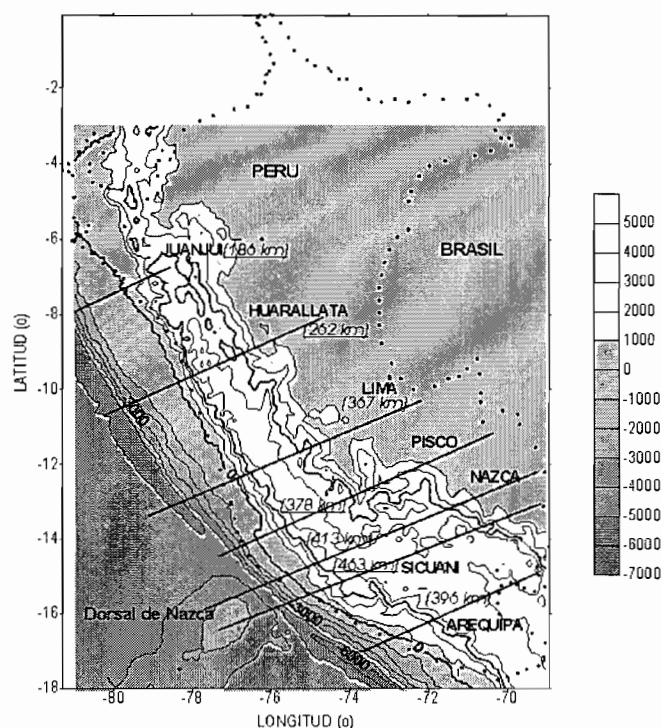 -2
-4
-6
-8
-10
-12
-14
-16
-18
LATITUD (o)
PERU
BRASIL
JUANJUI (186 km)
HUARALLATA
(262 km)
LIMA
(367 km)
PISCO
(378 km)
NAZCA
(413 km)
(463 km) SICUANI
(396 km)
AREQUIPA
Dorsal de Nazca
0
0
-80
-78
-76
-74
-72
-70
LONGITUD (o)
5000
4000
3000
2000
1000
0
-1000
-2000
-3000
-4000
-5000
-6000
-7000